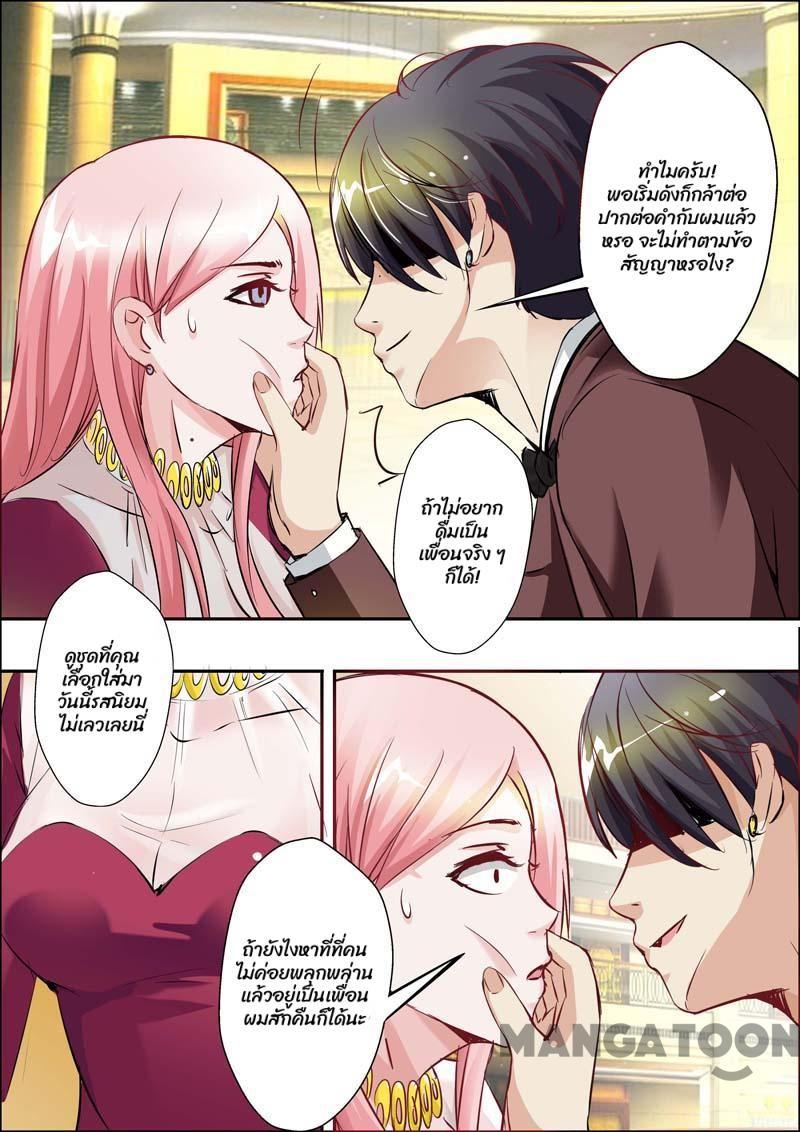 ทำไมครับ!
พอเริ่มดังก็กล้าต่อ
ปากต่อคำกับผมแล้ว
หรอ จะไม่ทำตามข้อ
สัญญาหรอไง?
ถ้าไม่อยาก
ดื่มเป็น
เพื่อนจริง ๆ
ก็ได้!
ดูชุดที่คุณ
เลือกใส่มา
วันนี้รสนิยม
ไม่เลวเลยนี่
ถ้ายังไงหาที่ที่คน
ไม่ค่อยพลุกพล่าน
แล้วอยู่เป็นเพื่อน
ผมสักคืนก็ได้นะ
MANGATOON